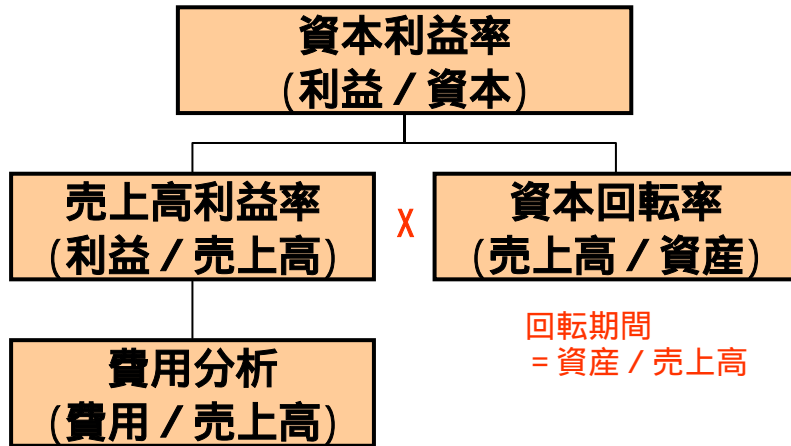 資本利益率
(利益/資本)
売上高利益率
(利益/売上高)
X
資本回転率
(売上高/資産)
回転期間
=資産/売上高
費用分析
(費用/売上高)